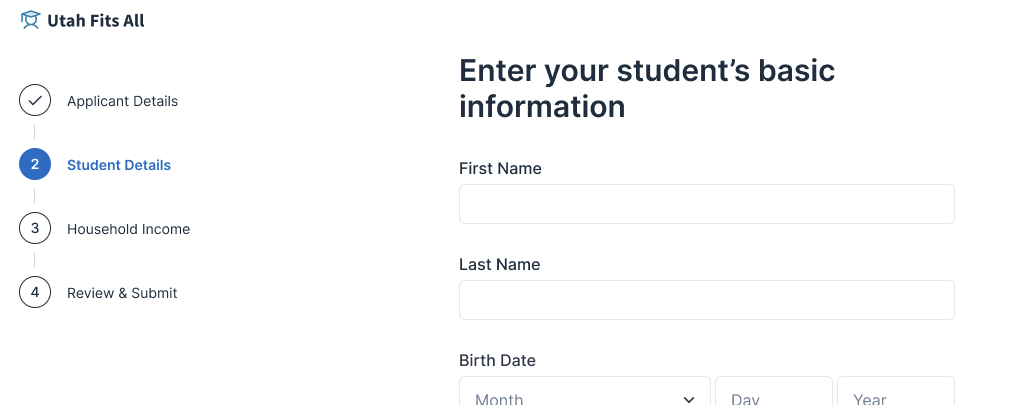 Utah Fits All
Applicant Details
2 Student Details
3 Household Income
4 Review & Submit
Enter your student’s basic
information
First Name
Last Name
Birth Date
Month Day Year